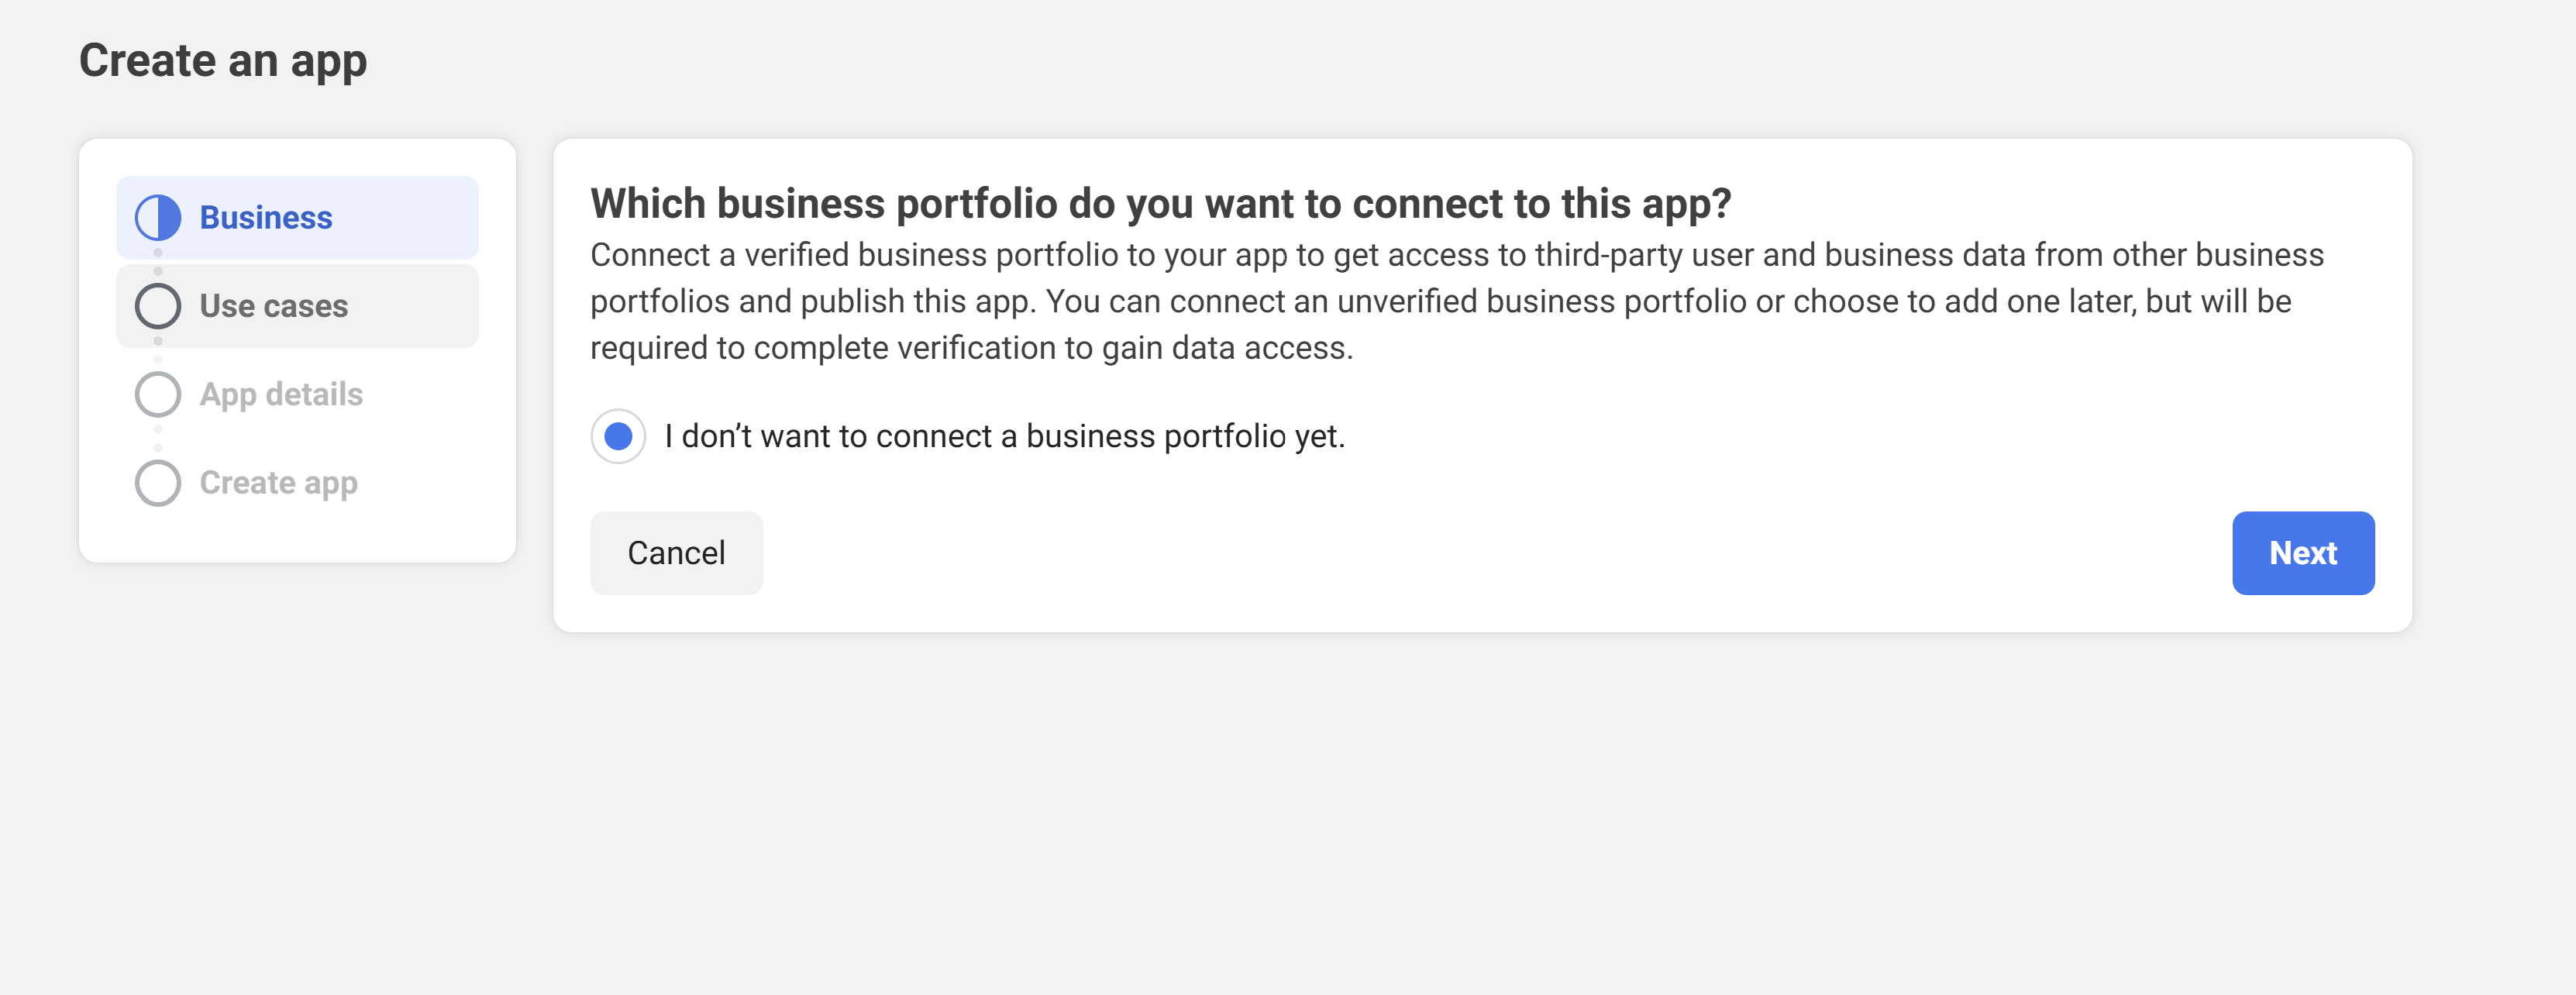 Create an app
Business
Use cases
App details
Create app
Which business portfolio do you want to connect to this app?
Connect a verified business portfolio to your app to get access to third-party user and business data from other business
portfolios and publish this app. You can connect an unverified business portfolio or choose to add one later, but will be
required to complete verification to gain data access.
I don’t want to connect a business portfolio yet.
Cancel
Next